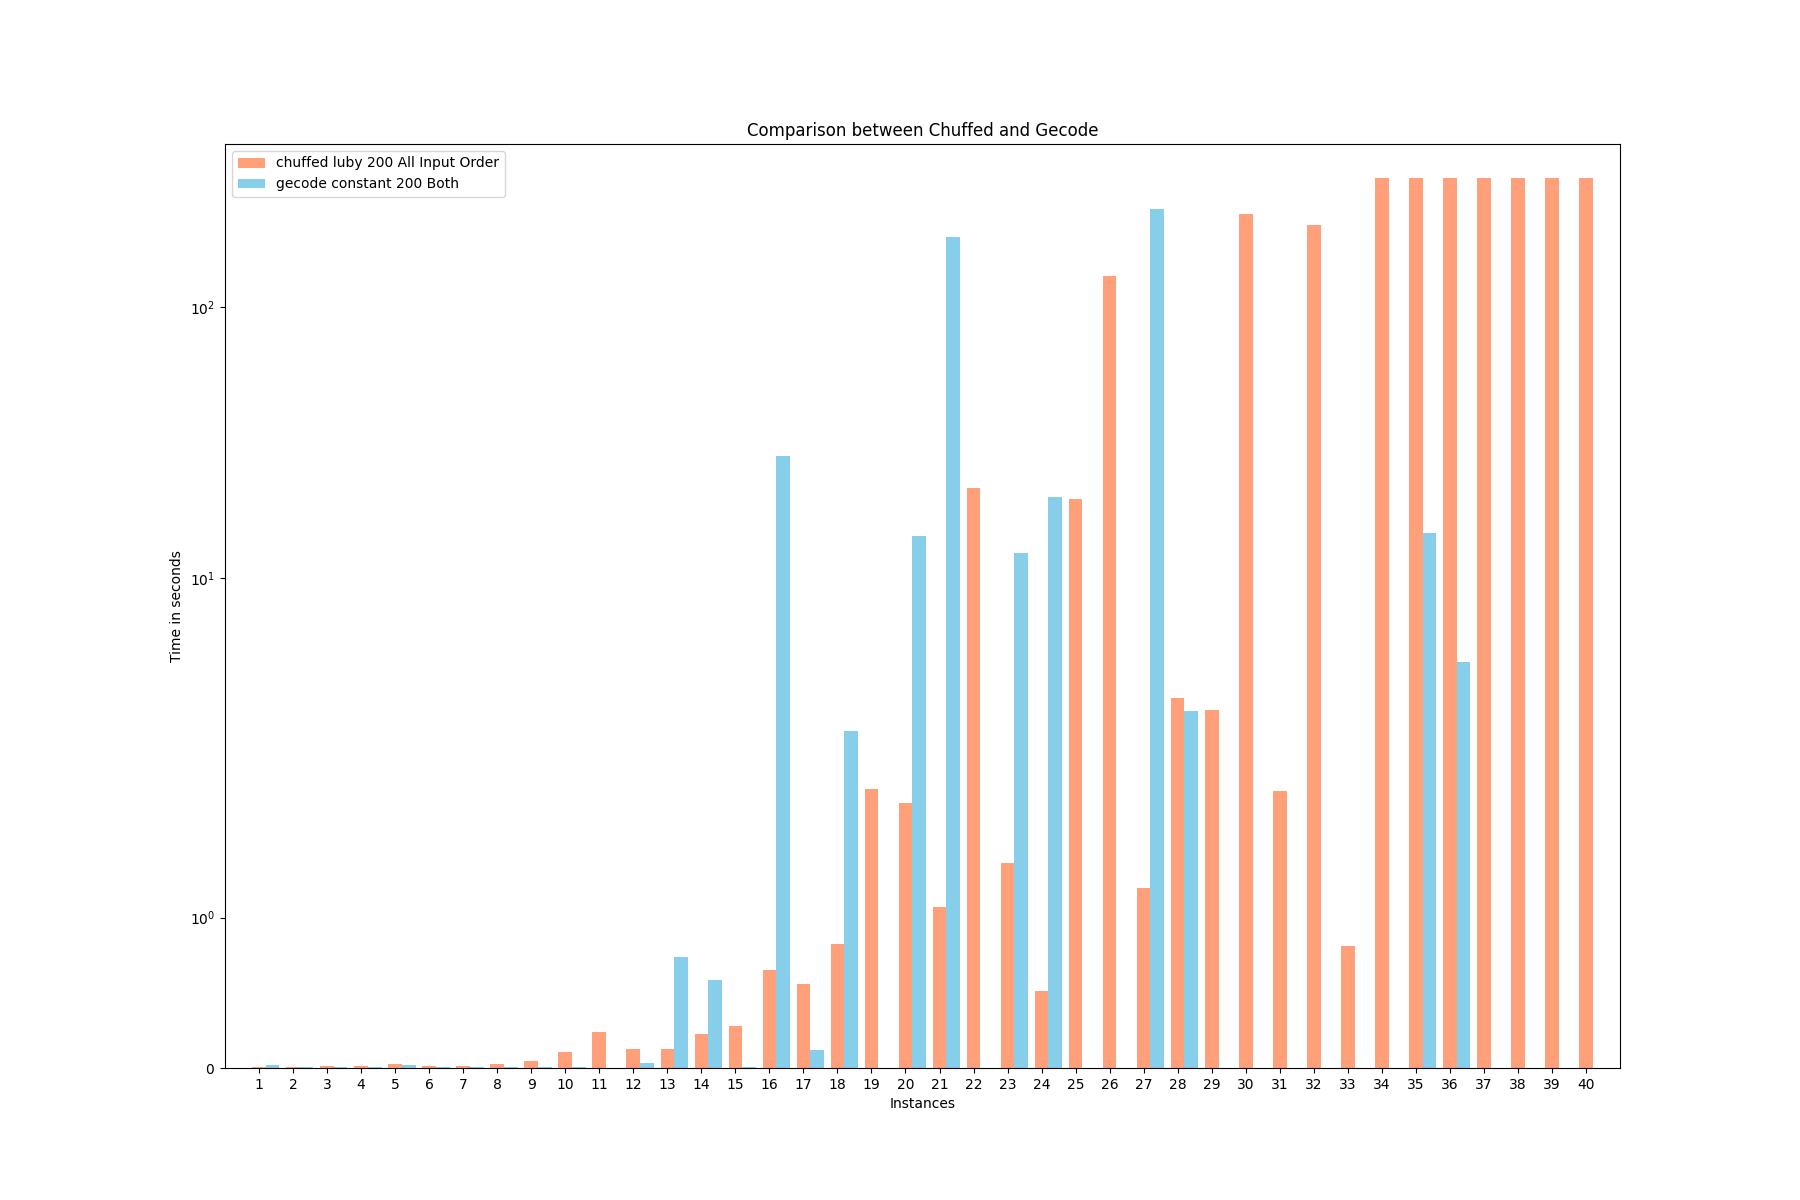 Comparison between Chuffed and Gecode
chuffed luby 200 All Input Order
gecode constant 200 Both
10²
10¹
10⁰
0
Time in seconds
1 2 3 4 5 6 7 8 9 10 11 12 13 14 15 16 17 18 19 20 21 22 23 24 25 26 27 28 29 30 31 32 33 34 35 36 37 38 39 40
Instances